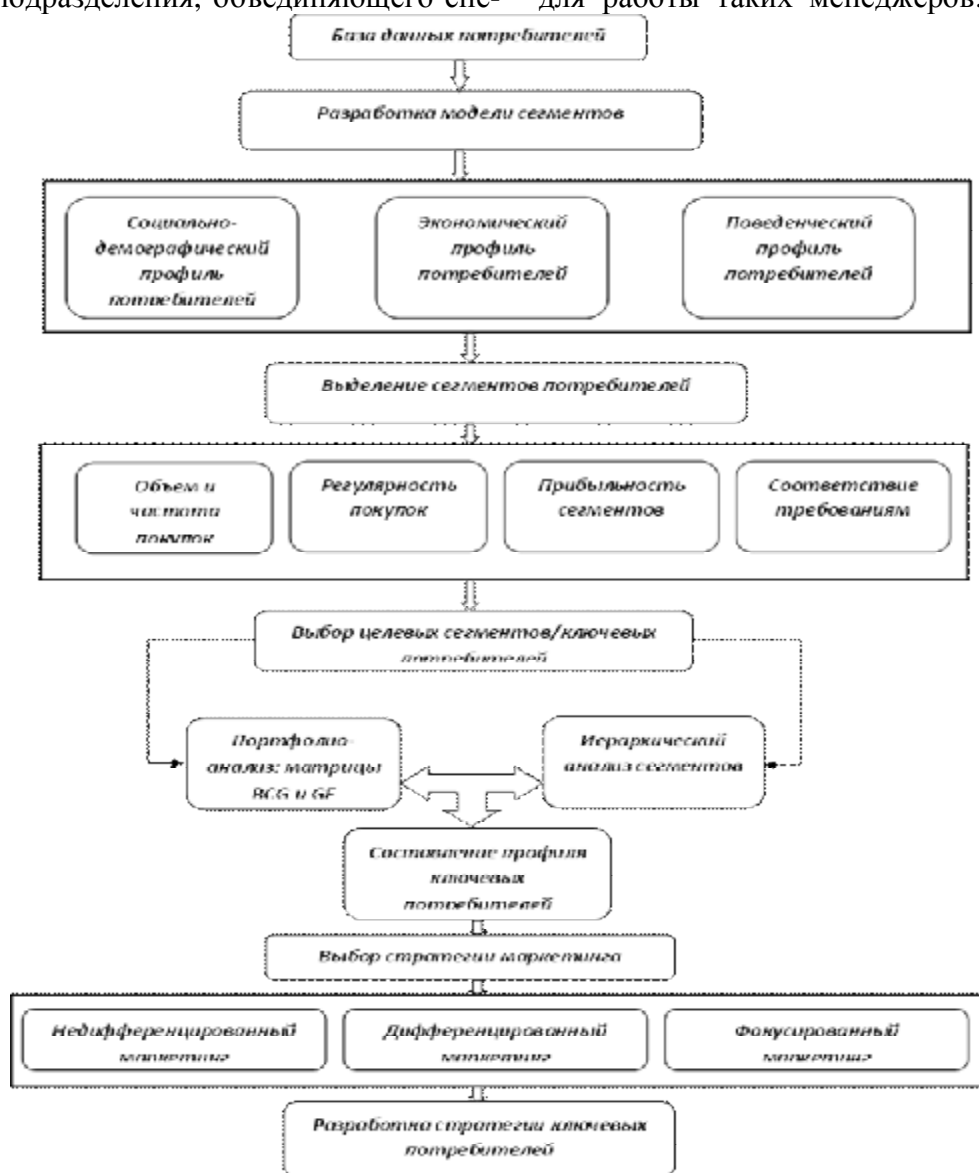 подразделения, объединяющего спе- для работы таких менеджеров.
База данных потребителей
Разработка модели сегментов
Социально-
демографический
профиль
потребителей
Экономический
профиль
потребителей
Поведенческий
профиль
потребителей
Выделение сегментов потребителей
Объем и
частота
покупок
Регулярность
покупок
Прибыльность
сегментов
Соответствие
требованиям
Выбор целевых сегментов/ключевых
потребителей
Портфолио-
анализ: матрицы
BCG и GE
Иерархический
анализ сегментов
Составление профиля
ключевых
потребителей
Выбор стратегии маркетинга
Недифференцированный
маркетинг
Дифференцированный
маркетинг
Фокусированный
маркетинг
Разработка стратегии ключевых
потребителей